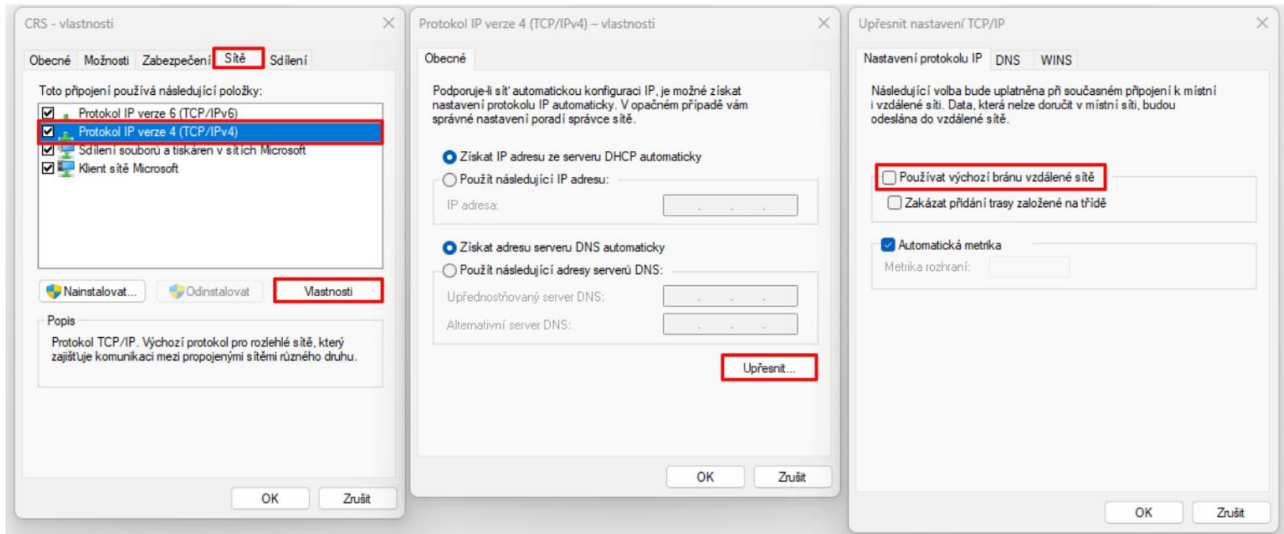 CRS - vlastnosti
Obecné Možnosti Zabezpečení Sítě Sdílení
Toto připojení používá následující položky:
Protokol IP verze 6 (TCP/IPv6)
Protokol IP verze 4 (TCP/IPv4)
Sdílení souborů a tiskáren v sítích Microsoft
Klient sítě Microsoft
Nainstalovat... Odinstalovat Vlastnosti
Popis
Protokol TCP/IP. Výchozí protokol pro rozlehlé sítě, který
zajišťuje komunikaci mezi propojenými sítěmi různého druhu.
OK Zrušit
Protokol IP verze 4 (TCP/IPv4) – vlastnosti
Obecné
Podporuje-li síť automatickou konfiguraci IP, je možné získat
nastavení protokolu IP automaticky. V opačném případě vám
správné nastavení poradí správce sítě.
Získat IP adresu ze serveru DHCP automaticky
Použít následující IP adresu:
IP adresa:
Získat adresu serveru DNS automaticky
Použít následující adresy serverů DNS:
Upřednostňovaný server DNS:
Alternativní server DNS:
Upřesnit...
OK Zrušit
Upřesnit nastavení TCP/IP
Nastavení protokolu IP DNS WINS
Následující volba bude uplatněna při současném připojení k místní
i vzdálené síti. Data, která nelze doručit v místní síti, budou
odeslána do vzdálené sítě.
Používat výchozí bránu vzdálené sítě
Zakázat přidání trasy založené na třídě
Automatická metrika
Metrika rozhraní:
OK Zrušit